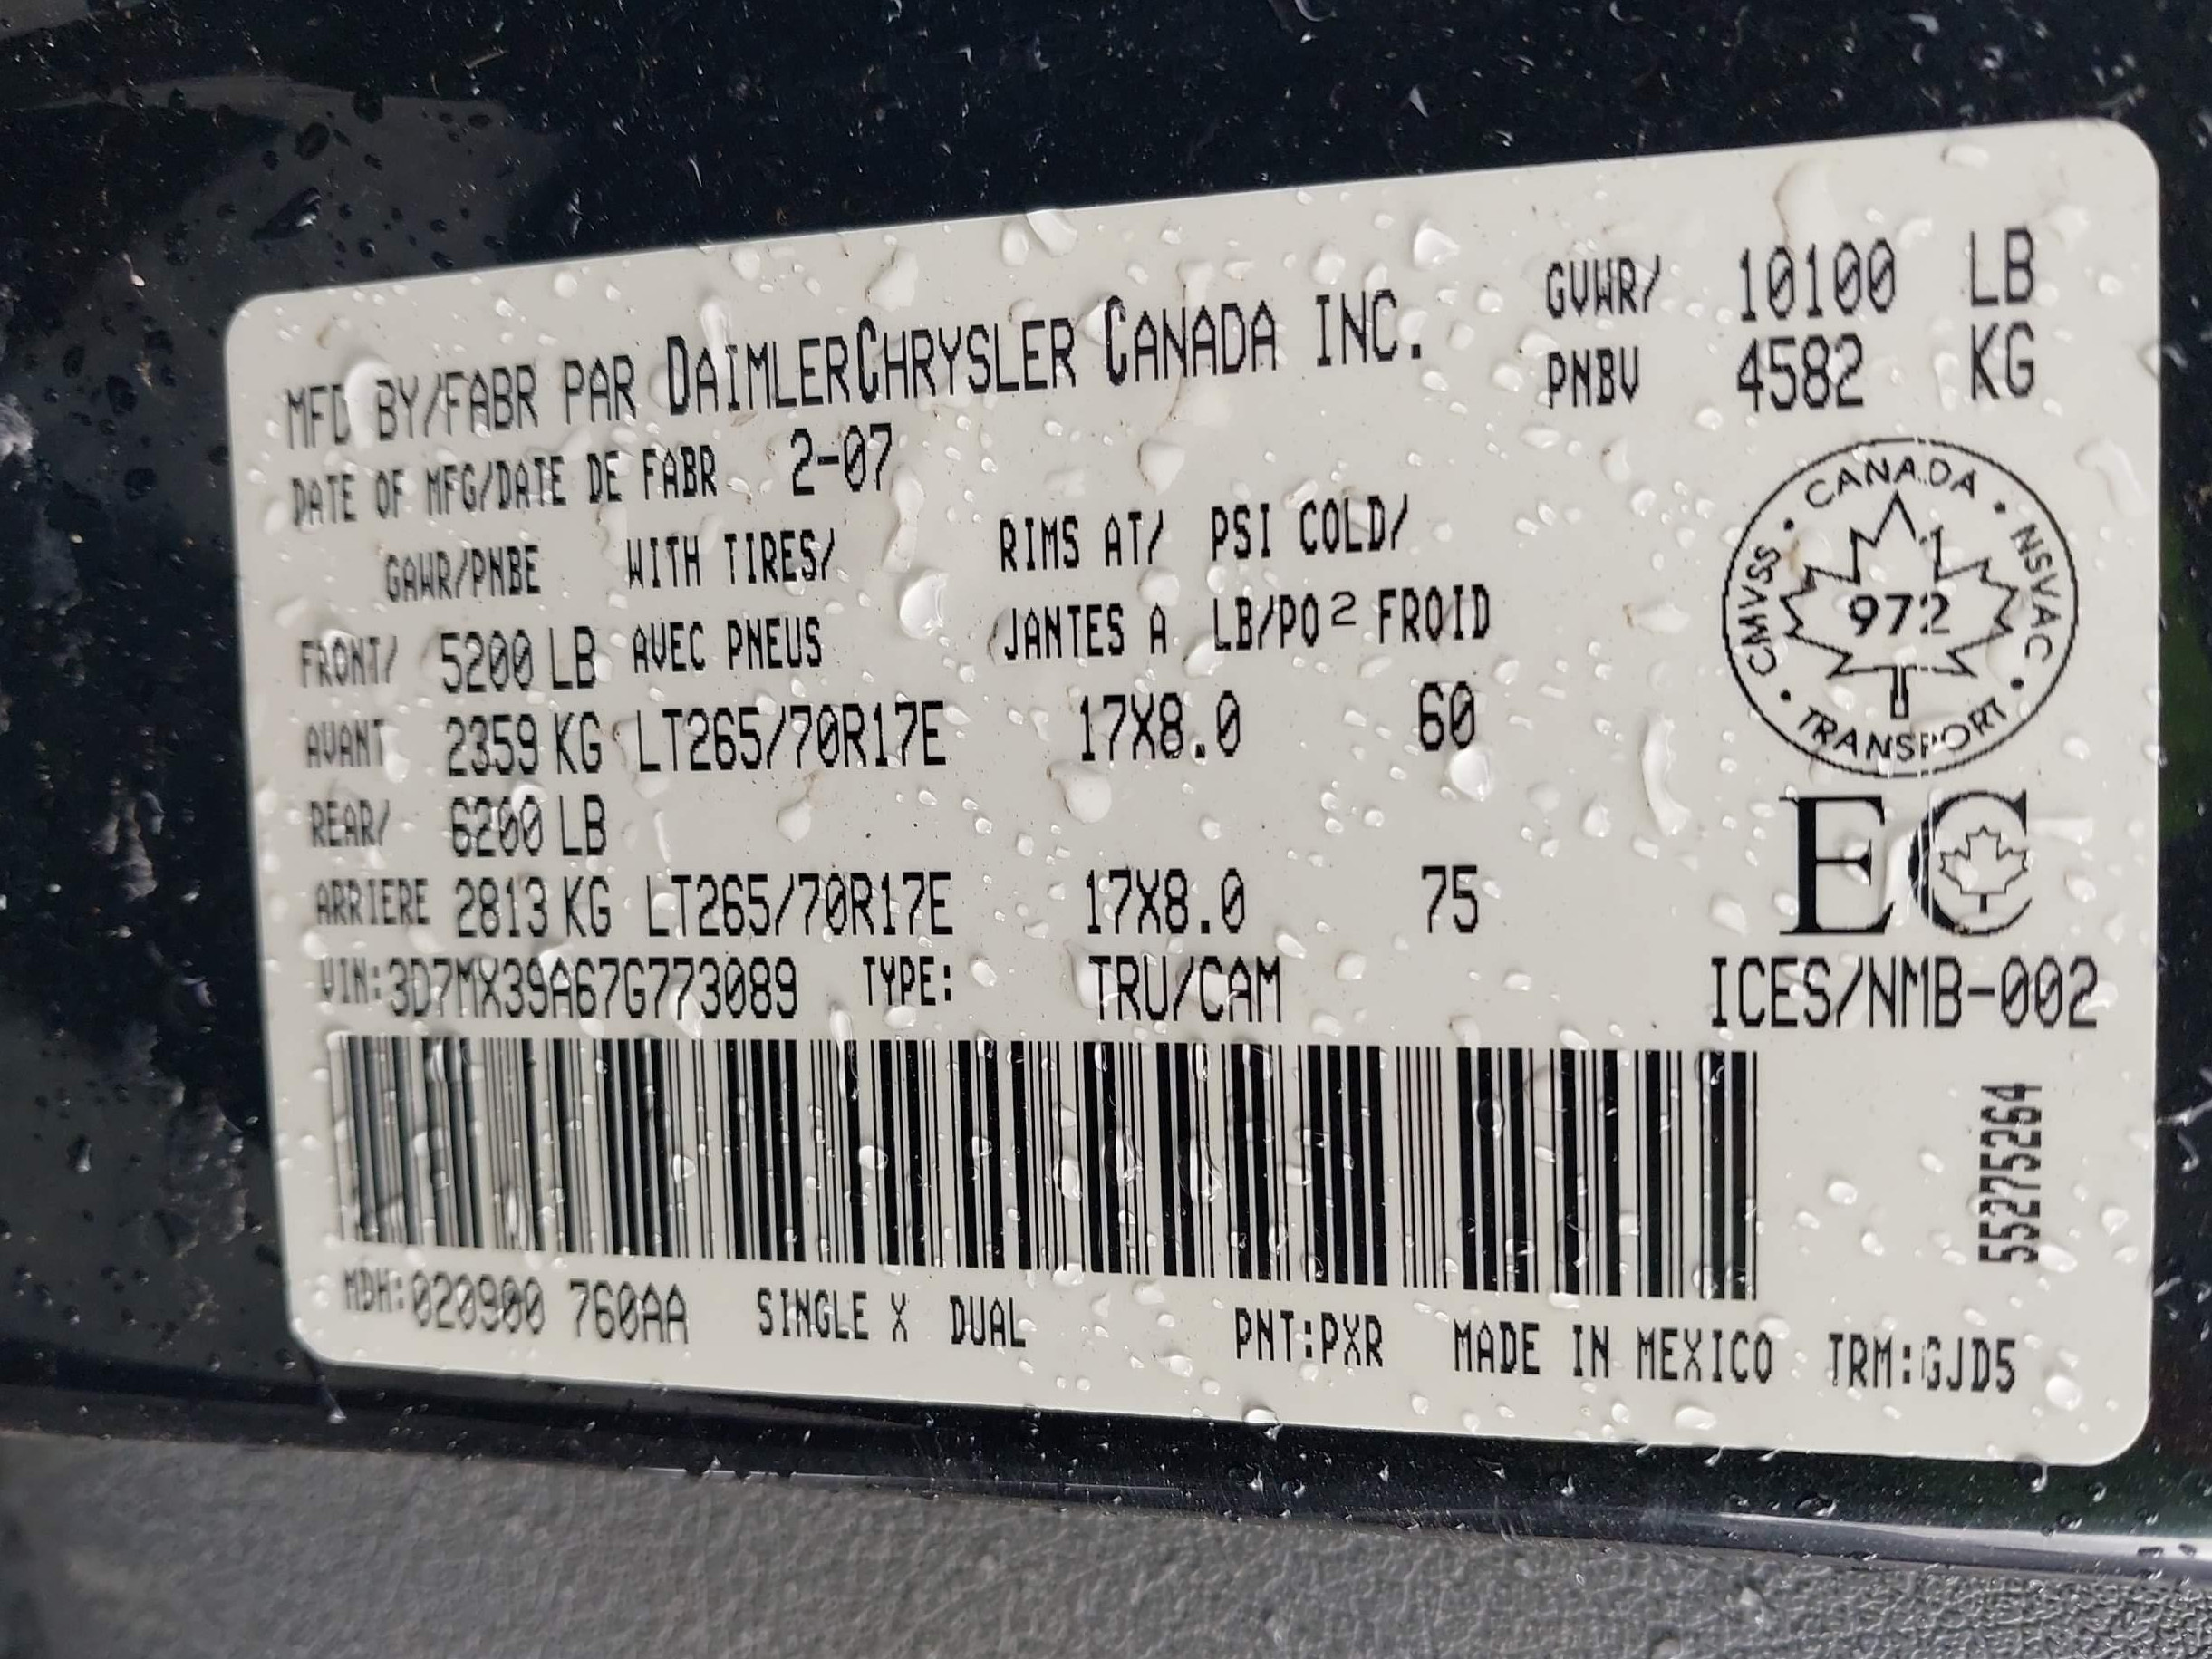 MFD BY/FABR PAR DAIMLERCHRYSLER CANADA INC.
GVWR/ 10100 LB
PNBV 4582 KG
DATE OF MFG/DATE DE FABR. 2-07
GAWR/PNBE WITH TIRES/ RIMS AT/ PSI COLD/
FRONT/ 5200 LB AVEC PNEUS JANTES A LB/PO² FROID
AVANT 2359 KG LT265/70R17E 17X8.0 60
REAR/ 6200 LB
ARRIERE 2813 KG LT265/70R17E 17X8.0 75
CANADA • NSVAC • TRANSPORT • CMVSS •
972
EC
VIN:3D7MX39A67G773089 TYPE: TRU/CAM ICES/NMB-002
55275264
MDH:020900 760AA SINGLE X DUAL PNT:PXR MADE IN MEXICO TRM:GJD5